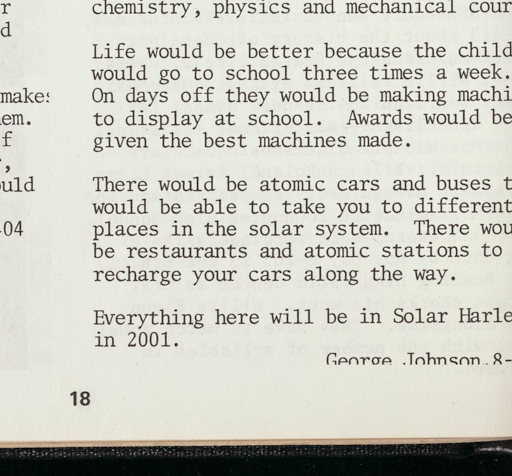 r
d
makes
em.
f
,
uld
404
chemistry, physics and mechanical cour
Life would be better because the child
would go to school three times a week.
On days off they would be making machi
to display at school. Awards would be
given the best machines made.
There would be atomic cars and buses t
would be able to take you to different
places in the solar system. There wou
be restaurants and atomic stations to
recharge your cars along the way.
Everything here will be in Solar Harle
in 2001.
George Johnson, 8-
18